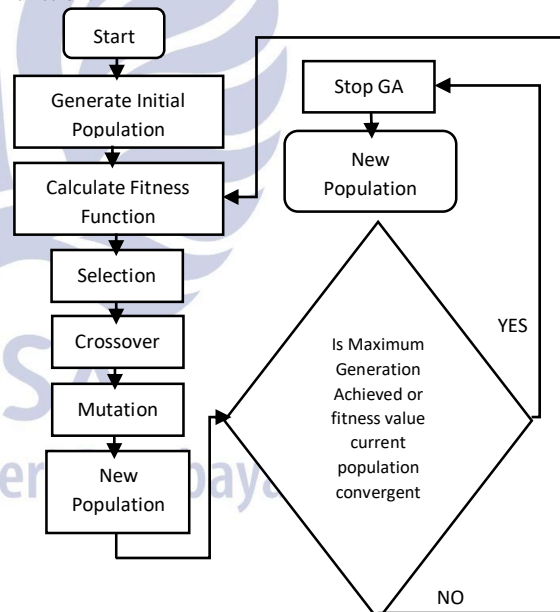 Start
Generate Initial
Population
Calculate Fitness
Function
Selection
Crossover
Mutation
New
Population
Is Maximum
Generation
Achieved or
fitness value
current
population
convergent
YES
NO
Stop GA
New
Population